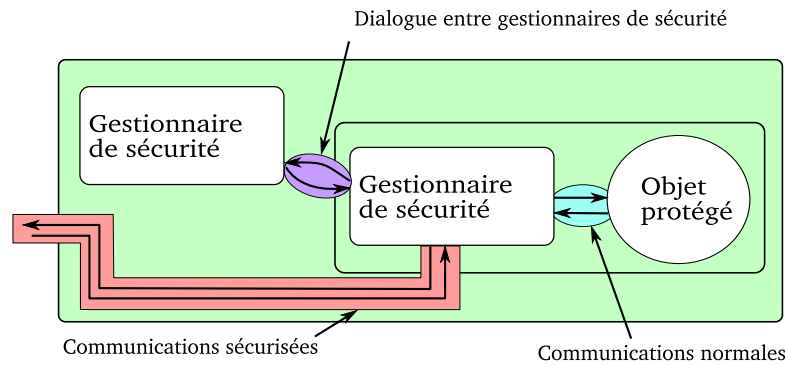 Dialogue entre gestionnaires de sécurité
Gestionnaire
de sécurité
Gestionnaire
de sécurité
Objet
protégé
Communications sécurisées
Communications normales